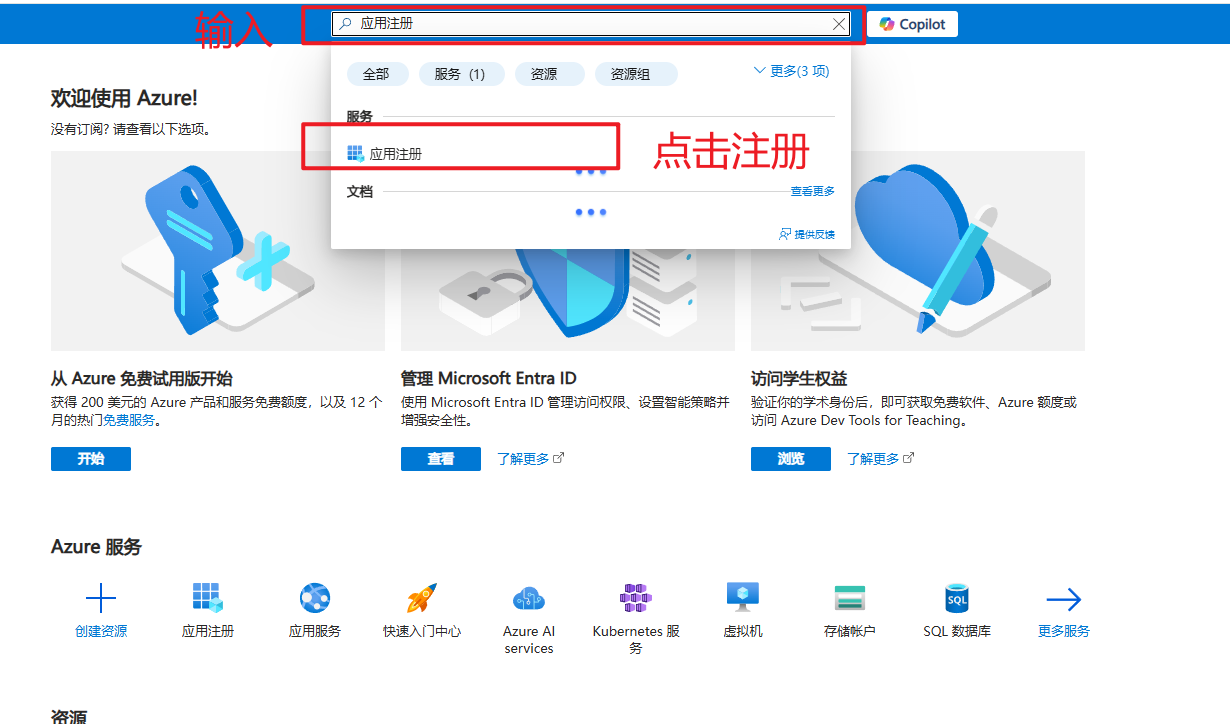 输入
应用注册
Copilot
全部
服务 (1)
资源
资源组
更多(3 项)
服务
应用注册
点击注册
文档
查看更多
提供反馈
欢迎使用 Azure!
没有订阅? 请查看以下选项。
从 Azure 免费试用版开始
获得 200 美元的 Azure 产品和服务免费额度，以及 12 个
月的热门免费服务。
开始
管理 Microsoft Entra ID
使用 Microsoft Entra ID 管理访问权限、设置智能策略并
增强安全性。
查看
了解更多
访问学生权益
验证你的学术身份后，即可获取免费软件、Azure 额度或
访问 Azure Dev Tools for Teaching。
浏览
了解更多
Azure 服务
创建资源
应用注册
应用服务
快速入门中心
Azure AI
services
Kubernetes 服
务
虚拟机
存储帐户
SQL
SQL 数据库
更多服务
资源